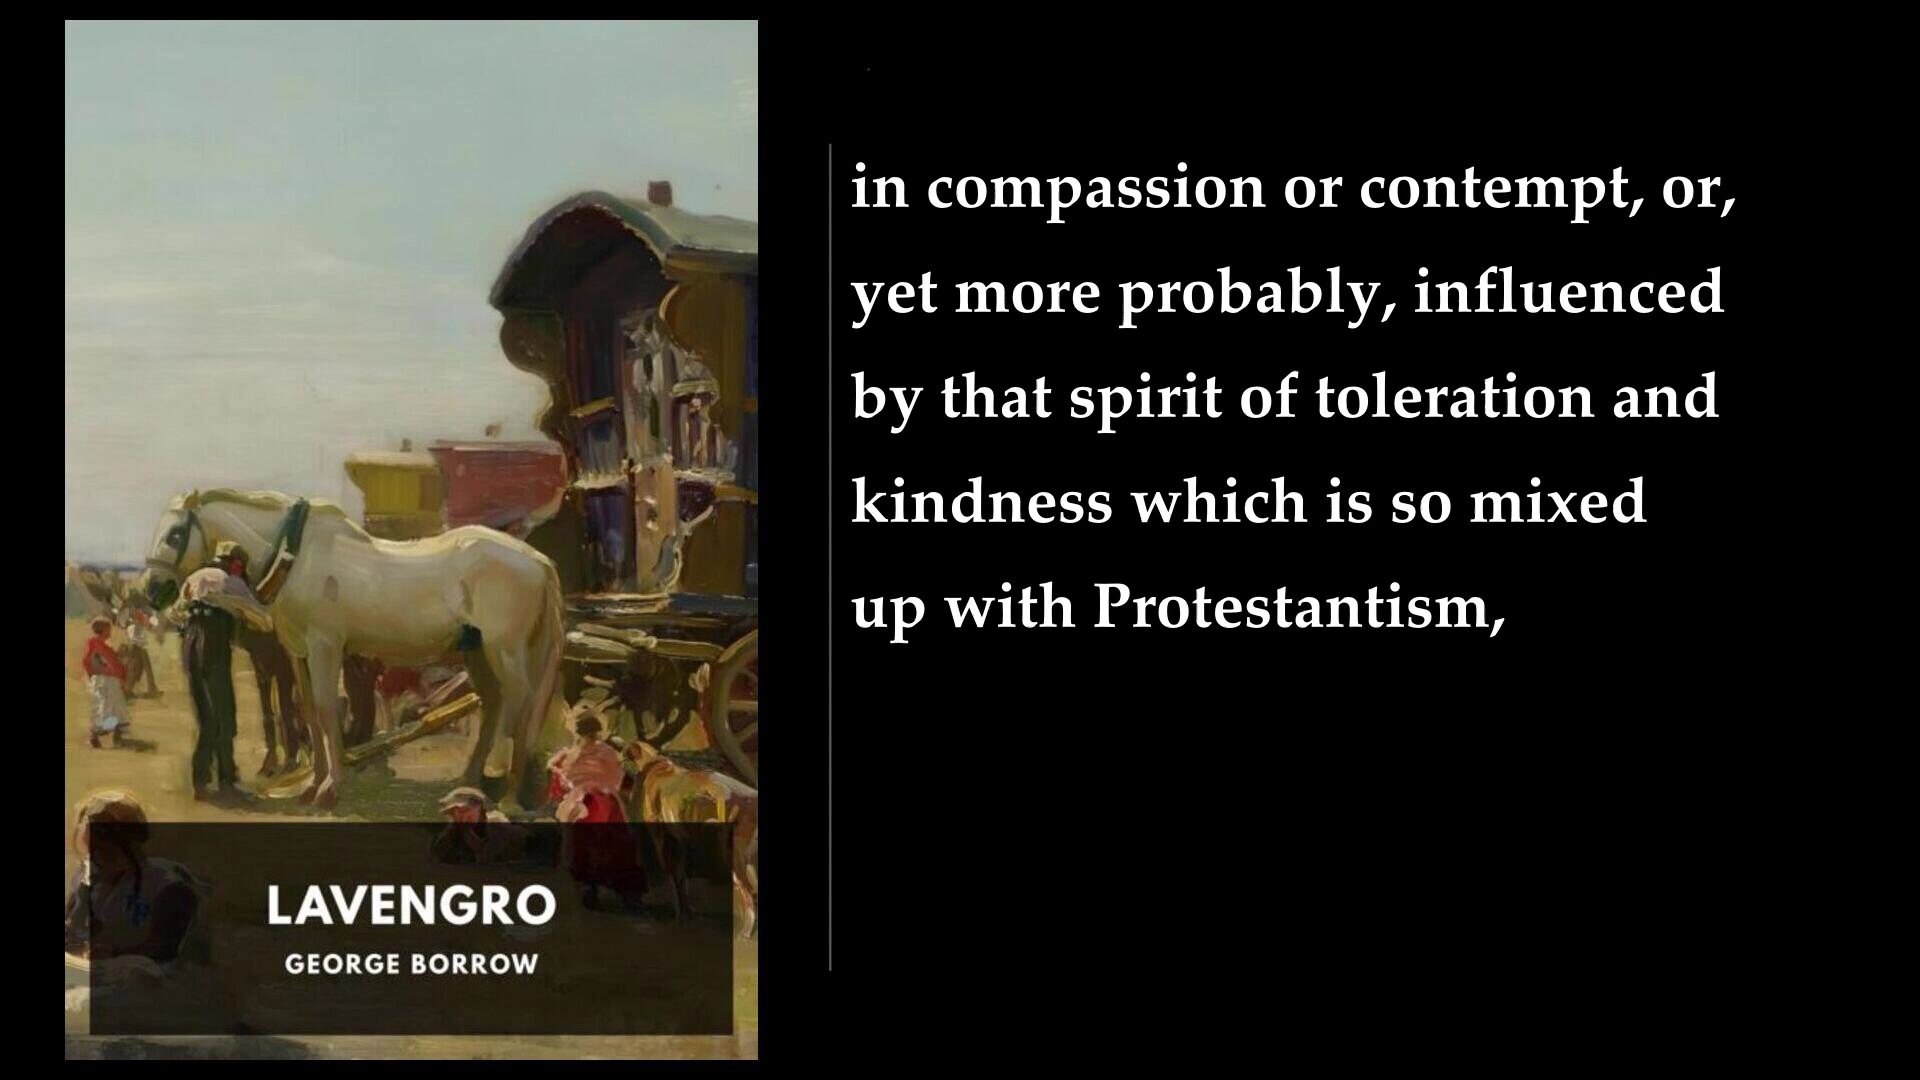 in compassion or contempt, or,
yet more probably, influenced
by that spirit of toleration and
kindness which is so mixed
up with Protestantism,
LAVENGRO
GEORGE BORROW